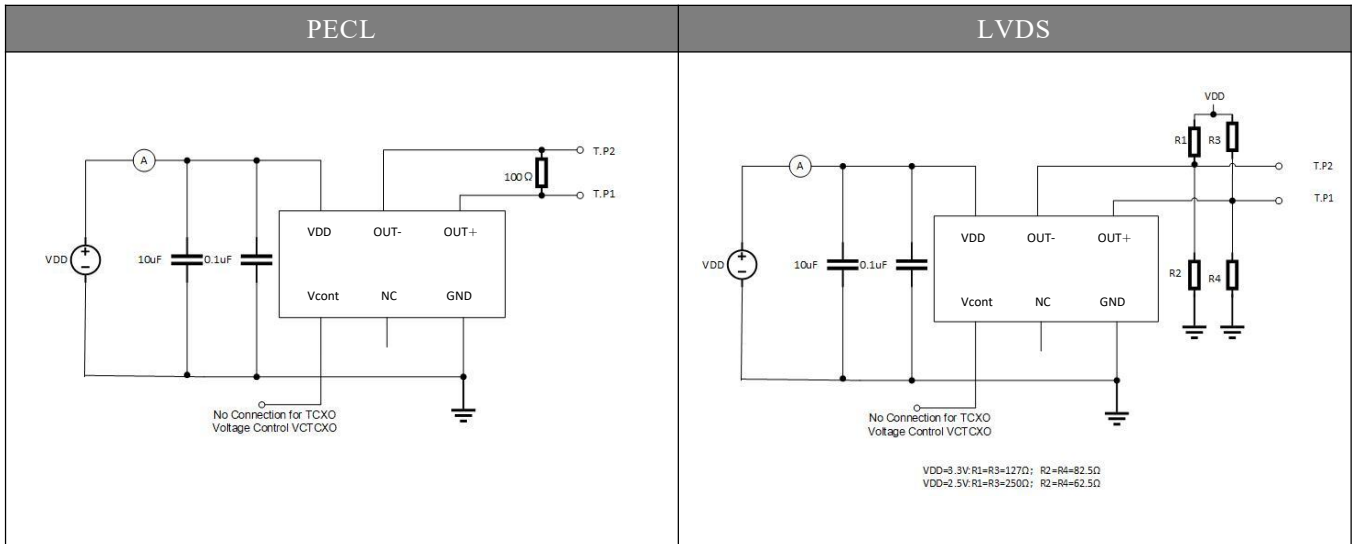 PECL
LVDS
A
VDD
10uF
0.1uF
100Ω
T.P2
T.P1
VDD
OUT-
OUT+
Vcont
NC
GND
No Connection for TCXO
Voltage Control VCTCXO
VDD
R1
R3
A
T.P2
T.P1
VDD
10uF
0.1uF
VDD
OUT-
OUT+
Vcont
NC
GND
R2
R4
No Connection for TCXO
Voltage Control VCTCXO
VDD=3.3V:R1=R3=127Ω; R2=R4=82.5Ω
VDD=2.5V:R1=R3=250Ω; R2=R4=62.5Ω